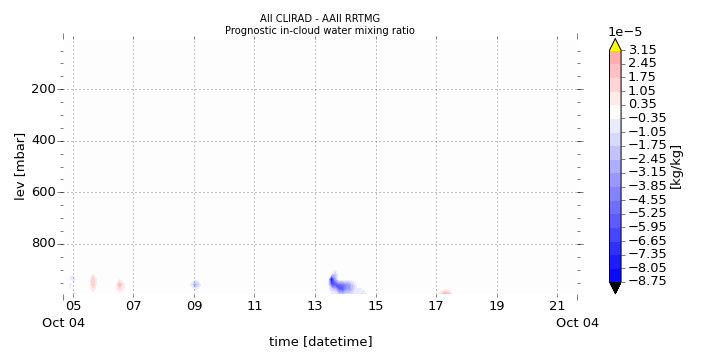 All CLIRAD - AAII RRTMG
Prognostic in-cloud water mixing ratio
1e−5
3.15
2.45
1.75
1.05
0.35
−0.35
−1.05
−1.75
−2.45
−3.15
−3.85
−4.55
−5.25
−5.95
−6.65
−7.35
−8.05
−8.75
[kg/kg]
lev [mbar]
200
400
600
800
05 07 09 11 13 15 17 19 21
Oct 04 Oct 04
time [datetime]